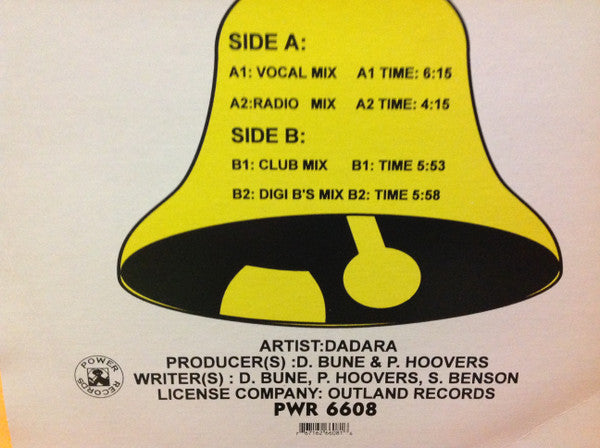 SIDE A:
A1: VOCAL MIX A1 TIME: 6:15
A2:RADIO MIX A2 TIME: 4:15
SIDE B:
B1: CLUB MIX B1: TIME 5:53
B2: DIGI B'S MIX B2: TIME 5:58
ARTIST:DADARA
PRODUCER(S) :D. BUNE & P. HOOVERS
POWER RECORDS
WRITER(S) : D. BUNE, P. HOOVERS, S. BENSON
LICENSE COMPANY: OUTLAND RECORDS
PWR 6608